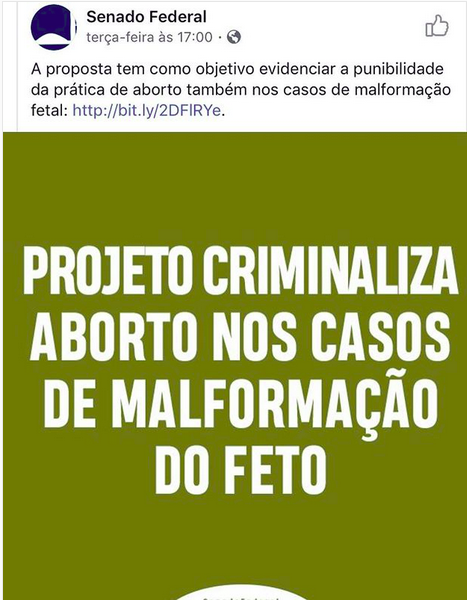 Senado Federal
terça-feira às 17:00 ·
A proposta tem como objetivo evidenciar a punibilidade
da prática de aborto também nos casos de malformação
fetal: http://bit.ly/2DFlRYe.
PROJETO CRIMINALIZA
ABORTO NOS CASOS
DE MALFORMAÇÃO
DO FETO